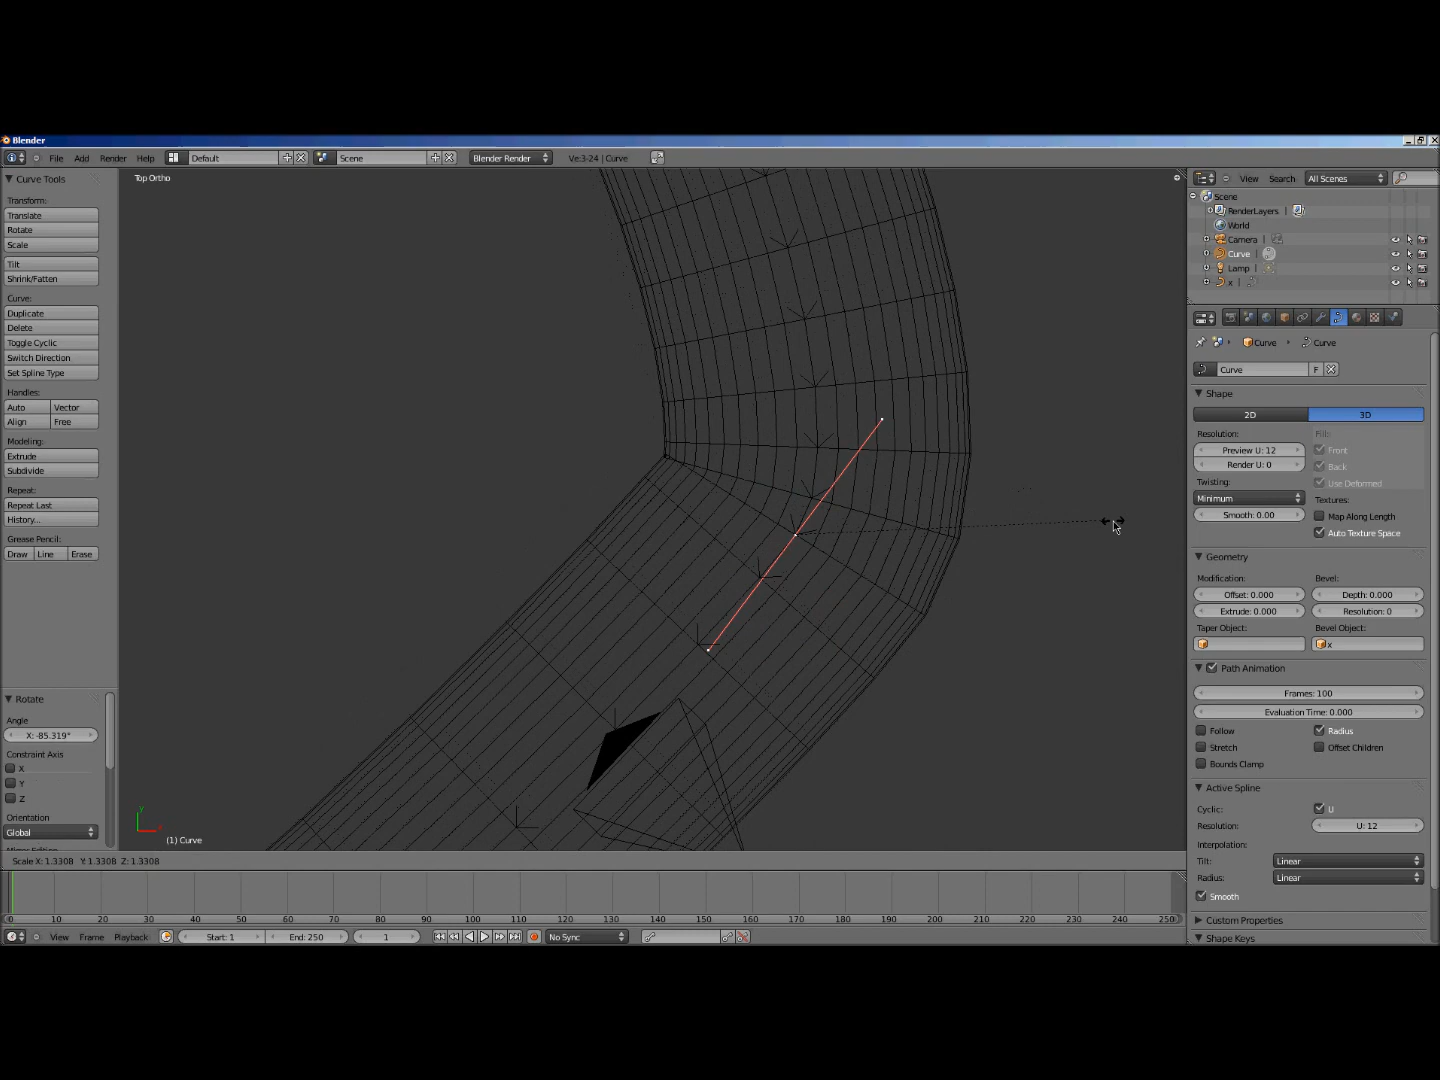 Blender
File Add Render Help Default Scene Blender Render Ve:3-24 | Curve
Curve Tools
Transform:
Translate
Rotate
Scale
Tilt
Shrink/Fatten
Curve:
Duplicate
Delete
Toggle Cyclic
Switch Direction
Set Spline Type
Handles:
Auto Vector
Align Free
Modeling:
Extrude
Subdivide
Repeat:
Repeat Last
History...
Grease Pencil:
Draw Line Erase
Rotate
Angle
X: -85.319°
Constraint Axis
X
Y
Z
Orientation
Global
Top Ortho
Y
(1) Curve
Scale X: 1.3308 Y: 1.3308 Z: 1.3308
0 10 20 30 40 50 60 70 80 90 100 110 120 130 140 150 160 170 180 190 200 210 220 230 240 250
View Frame Playback Start: 1 End: 250 1 No Sync
View Search All Scenes
Scene
RenderLayers |
World
Camera |
Curve |
Lamp |
x |
Curve Curve
Curve F
Shape
2D 3D
Resolution: Fill:
Preview U: 12 Front
Render U: 0 Back
Twisting: Use Deformed
Minimum Textures:
Smooth: 0.00 Map Along Length
Auto Texture Space
Geometry
Modification: Bevel:
Offset: 0.000 Depth: 0.000
Extrude: 0.000 Resolution: 0
Taper Object: Bevel Object:
x
Path Animation
Frames: 100
Evaluation Time: 0.000
Follow Radius
Stretch Offset Children
Bounds Clamp
Active Spline
Cyclic: U
Resolution: U: 12
Interpolation:
Tilt: Linear
Radius: Linear
Smooth
Custom Properties
Shape Keys